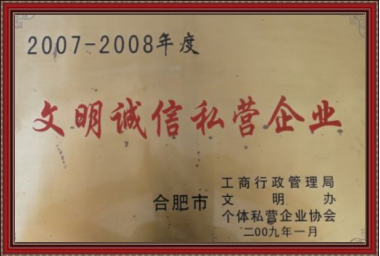 2007-2008年度
文明诚信私营企业
工商行政管理局
合肥市 文明办
个体私营企业协会
二00九年一月